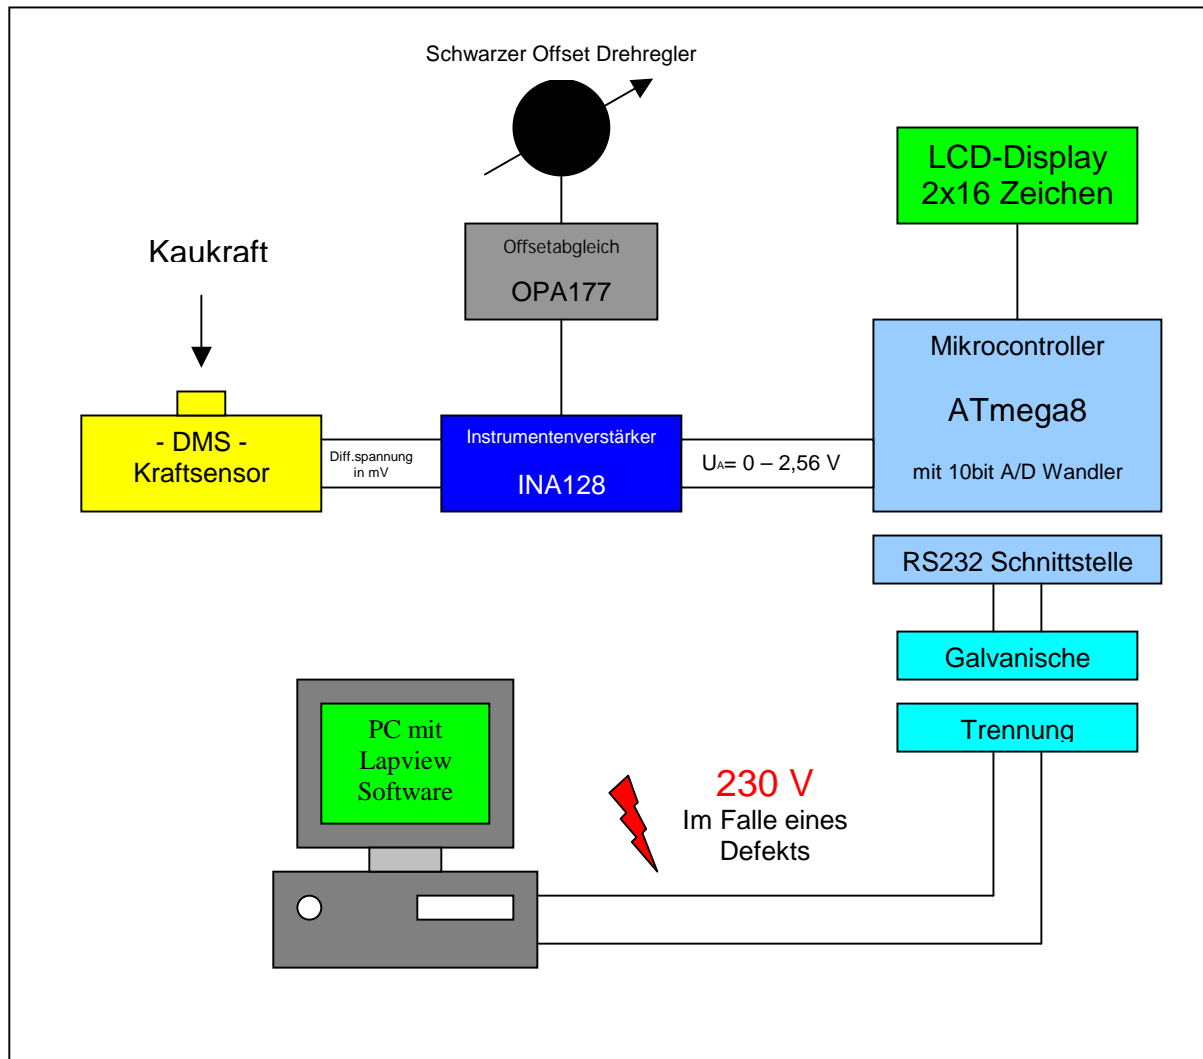 Schwarzer Offset Drehregler
LCD-Display
2x16 Zeichen
Kaukraft
Offsetabgleich
OPA177
Mikrocontroller
ATmega8
mit 10bit A/D Wandler
- DMS -
Kraftsensor
Diff.spannung
in mV
Instrumentenverstärker
INA128
UA= 0 – 2,56 V
RS232 Schnittstelle
Galvanische
Trennung
PC mit
Lapview
Software
230 V
Im Falle eines
Defekts